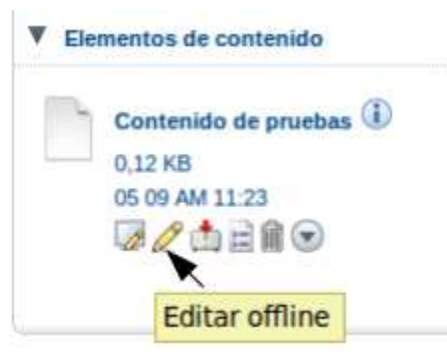 Elementos de contenido
Contenido de pruebas
0,12 KB
05 09 AM 11:23
Editar offline